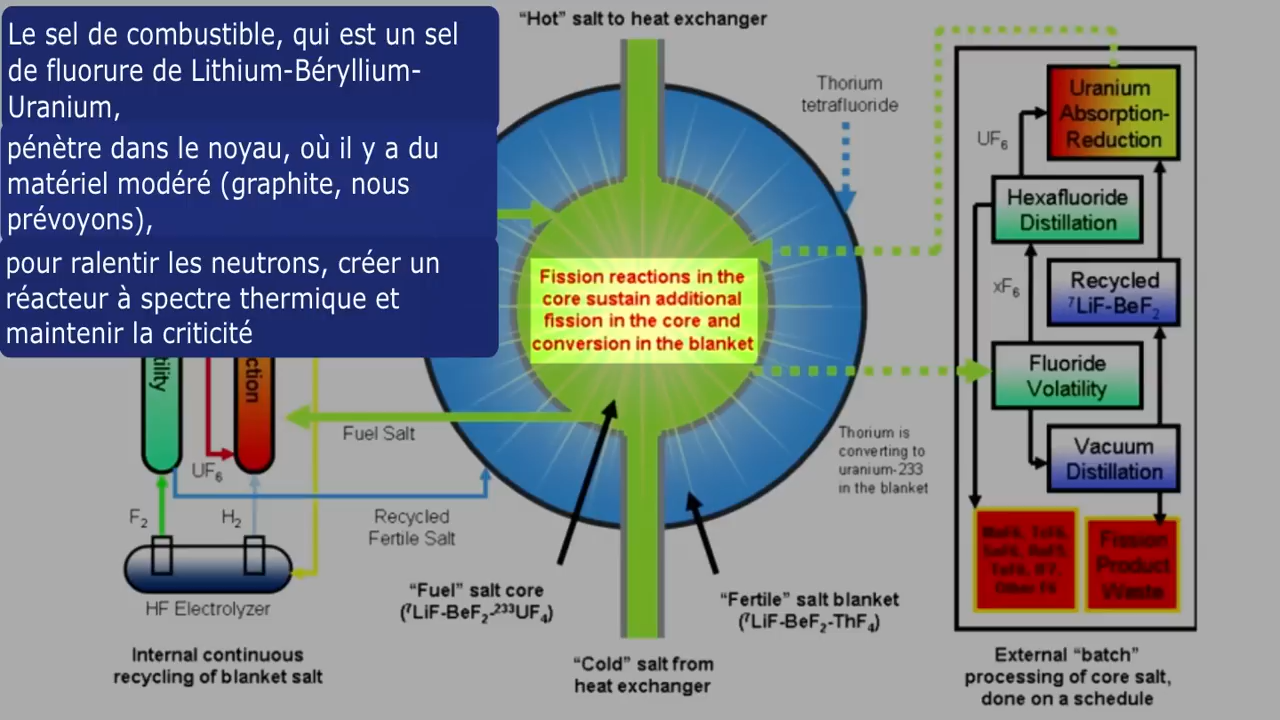 Le sel de combustible, qui est un sel
de fluorure de Lithium-Béryllium-
Uranium,
pénètre dans le noyau, où il y a du
matériel modéré (graphite, nous
prévoyons),
pour ralentir les neutrons, créer un
réacteur à spectre thermique et
maintenir la criticité
"Hot" salt to heat exchanger
Thorium
tetrafluoride
Fission reactions in the
core sustain additional
fission in the core and
conversion in the blanket
Uranium
Absorption-
Reduction
UF6
Hexafluoride
Distillation
xF6
Recycled
7LiF-BeF2
Fluoride
Volatility
Vacuum
Distillation
Fission
Product
Waste
External "batch"
processing of core salt,
done on a schedule
Thorium is
converting to
uranium-233
in the blanket
Fuel Salt
UF6
F2
H2
Recycled
Fertile Salt
HF Electrolyzer
Internal continuous
recycling of blanket salt
"Fuel" salt core
(7LiF-BeF2-233UF4)
"Fertile" salt blanket
(7LiF-BeF2-ThF4)
"Cold" salt from
heat exchanger